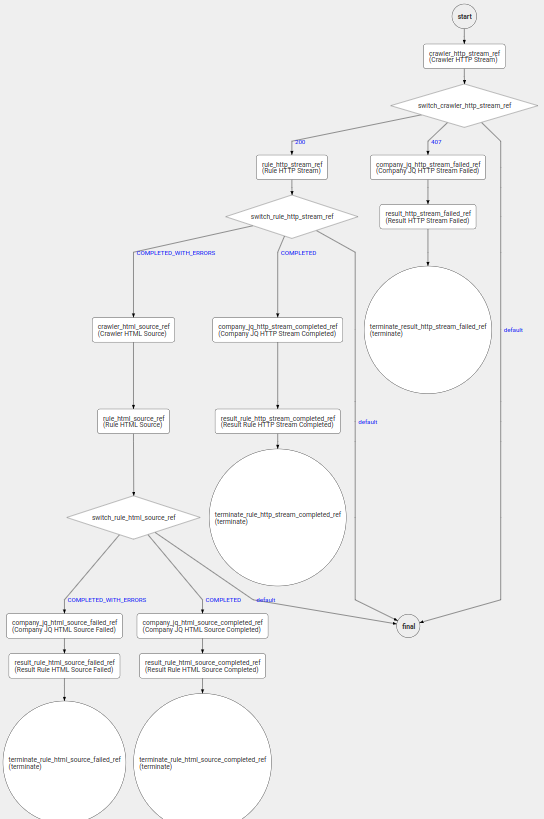 start
crawler_http_stream_ref
(Crawler HTTP Stream)
switch_crawler_http_stream_ref
200
407
rule_http_stream_ref
(Rule HTTP Stream)
company_jq_http_stream_failed_ref
(Company JQ HTTP Stream Failed)
switch_rule_http_stream_ref
result_http_stream_failed_ref
(Result HTTP Stream Failed)
COMPLETED_WITH_ERRORS
COMPLETED
crawler_html_source_ref
(Crawler HTML Source)
company_jq_http_stream_completed_ref
(Company JQ HTTP Stream Completed)
terminate_result_http_stream_failed_ref
(terminate)
default
rule_html_source_ref
(Rule HTML Source)
result_rule_http_stream_completed_ref
(Result Rule HTTP Stream Completed)
default
switch_rule_html_source_ref
terminate_rule_http_stream_completed_ref
(terminate)
COMPLETED_WITH_ERRORS
COMPLETED
default
company_jq_html_source_failed_ref
(Company JQ HTML Source Failed)
company_jq_html_source_completed_ref
(Company JQ HTML Source Completed)
final
result_rule_html_source_failed_ref
(Result Rule HTML Source Failed)
result_rule_html_source_completed_ref
(Result Rule HTML Source Completed)
terminate_rule_html_source_failed_ref
(terminate)
terminate_rule_html_source_completed_ref
(terminate)